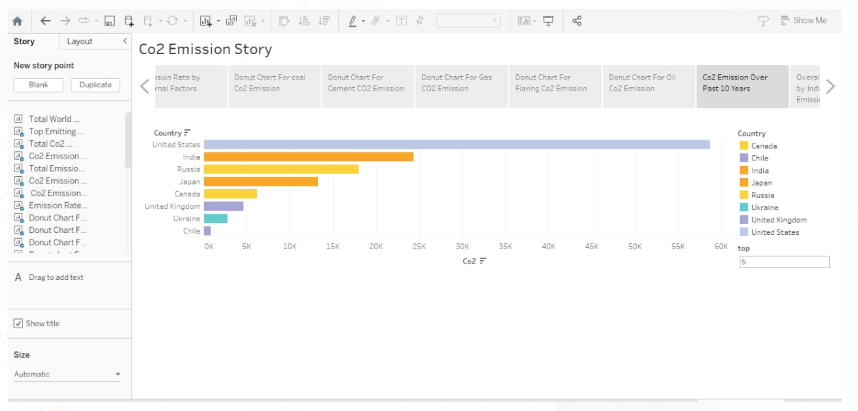 Show Me
Story
Layout
New story point
Blank
Duplicate
Total World ...
Top Emitting ...
Total Co2 ...
Co2 Emission ...
Total Emissio...
Co2 Emission ...
Co2 Emission...
Emission Rate...
Donut Chart F...
Donut Chart F...
Donut Chart F...
A Drag to add text
Show title
Size
Automatic
Co2 Emission Story
ssion Rate by
rnal Factors
Donut Chart For coal
Co2 Emission
Donut Chart For
Cement CO2 Emission
Donut Chart For Gas
CO2 Emission
Donut Chart For
Flaring Co2 Emission
Donut Chart For Oil
Co2 Emission
Co2 Emission Over
Past 10 Years
Overal
by Indi
Emissi
Country
United States
India
Russia
Japan
Canada
United Kingdom
Ukraine
Chile
0K 5K 10K 15K 20K 25K 30K 35K 40K 45K 50K 55K 60K
Co2
Country
Canada
Chile
India
Japan
Russia
Ukraine
United Kingdom
United States
top
5